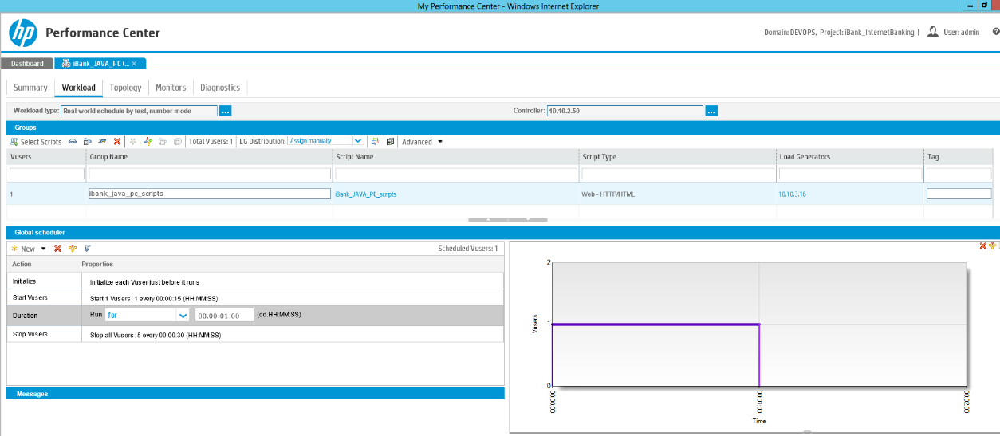 My Performance Center - Windows Internet Explorer
hp Performance Center Domain: DEVOPS, Project: iBank_InternetBanking | User: admin
Dashboard iBank_JAVA_PC (... ×
Summary Workload Topology Monitors Diagnostics
Workload type: Real-world schedule by test, number mode ... Controller: 10.10.2.50 ...
Groups
Select Scripts Total Vusers: 1 LG Distribution: Assign manually Advanced
Vusers Group Name Script Name Script Type Load Generators Tag
1 ibank_java_pc_scripts iBank_JAVA_PC_scripts Web - HTTP/HTML 10.10.3.16
Global scheduler
New Scheduled Vusers: 1
Action Properties
Initialize Initialize each Vuser just before it runs
Start Vusers Start 1 Vusers: 1 every 00:00:15 (HH:MM:SS)
Duration Run for 00.00:01:00 (dd.HH:MM:SS)
Stop Vusers Stop all Vusers: 5 every 00:00:30 (HH:MM:SS)
Messages
2
1
0
Vusers
00:00:00 00:01:00 00:02:00
Time